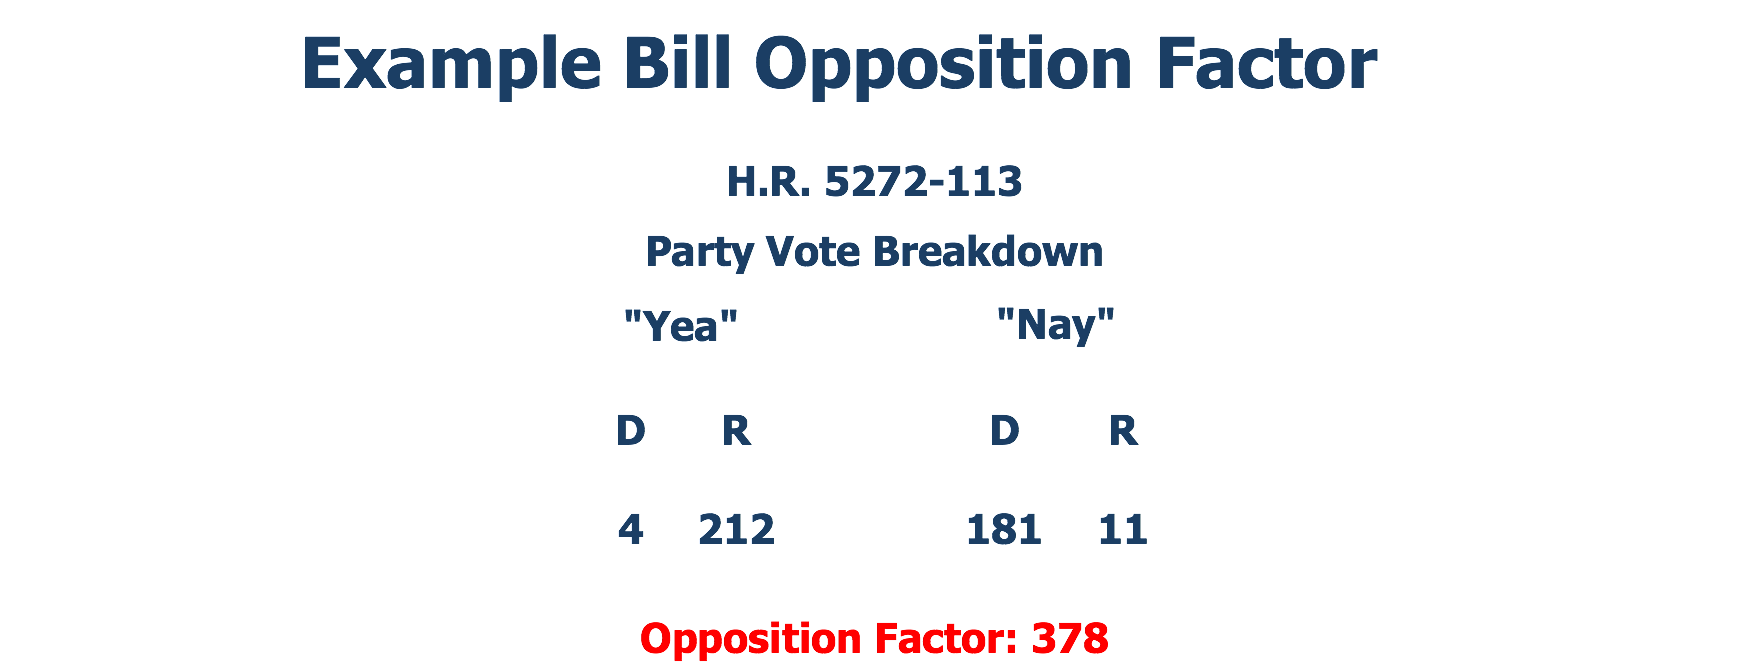 Example Bill Opposition Factor
H.R. 5272-113
Party Vote Breakdown
"Yea" "Nay"
D R D R
4 212 181 11
Opposition Factor: 378